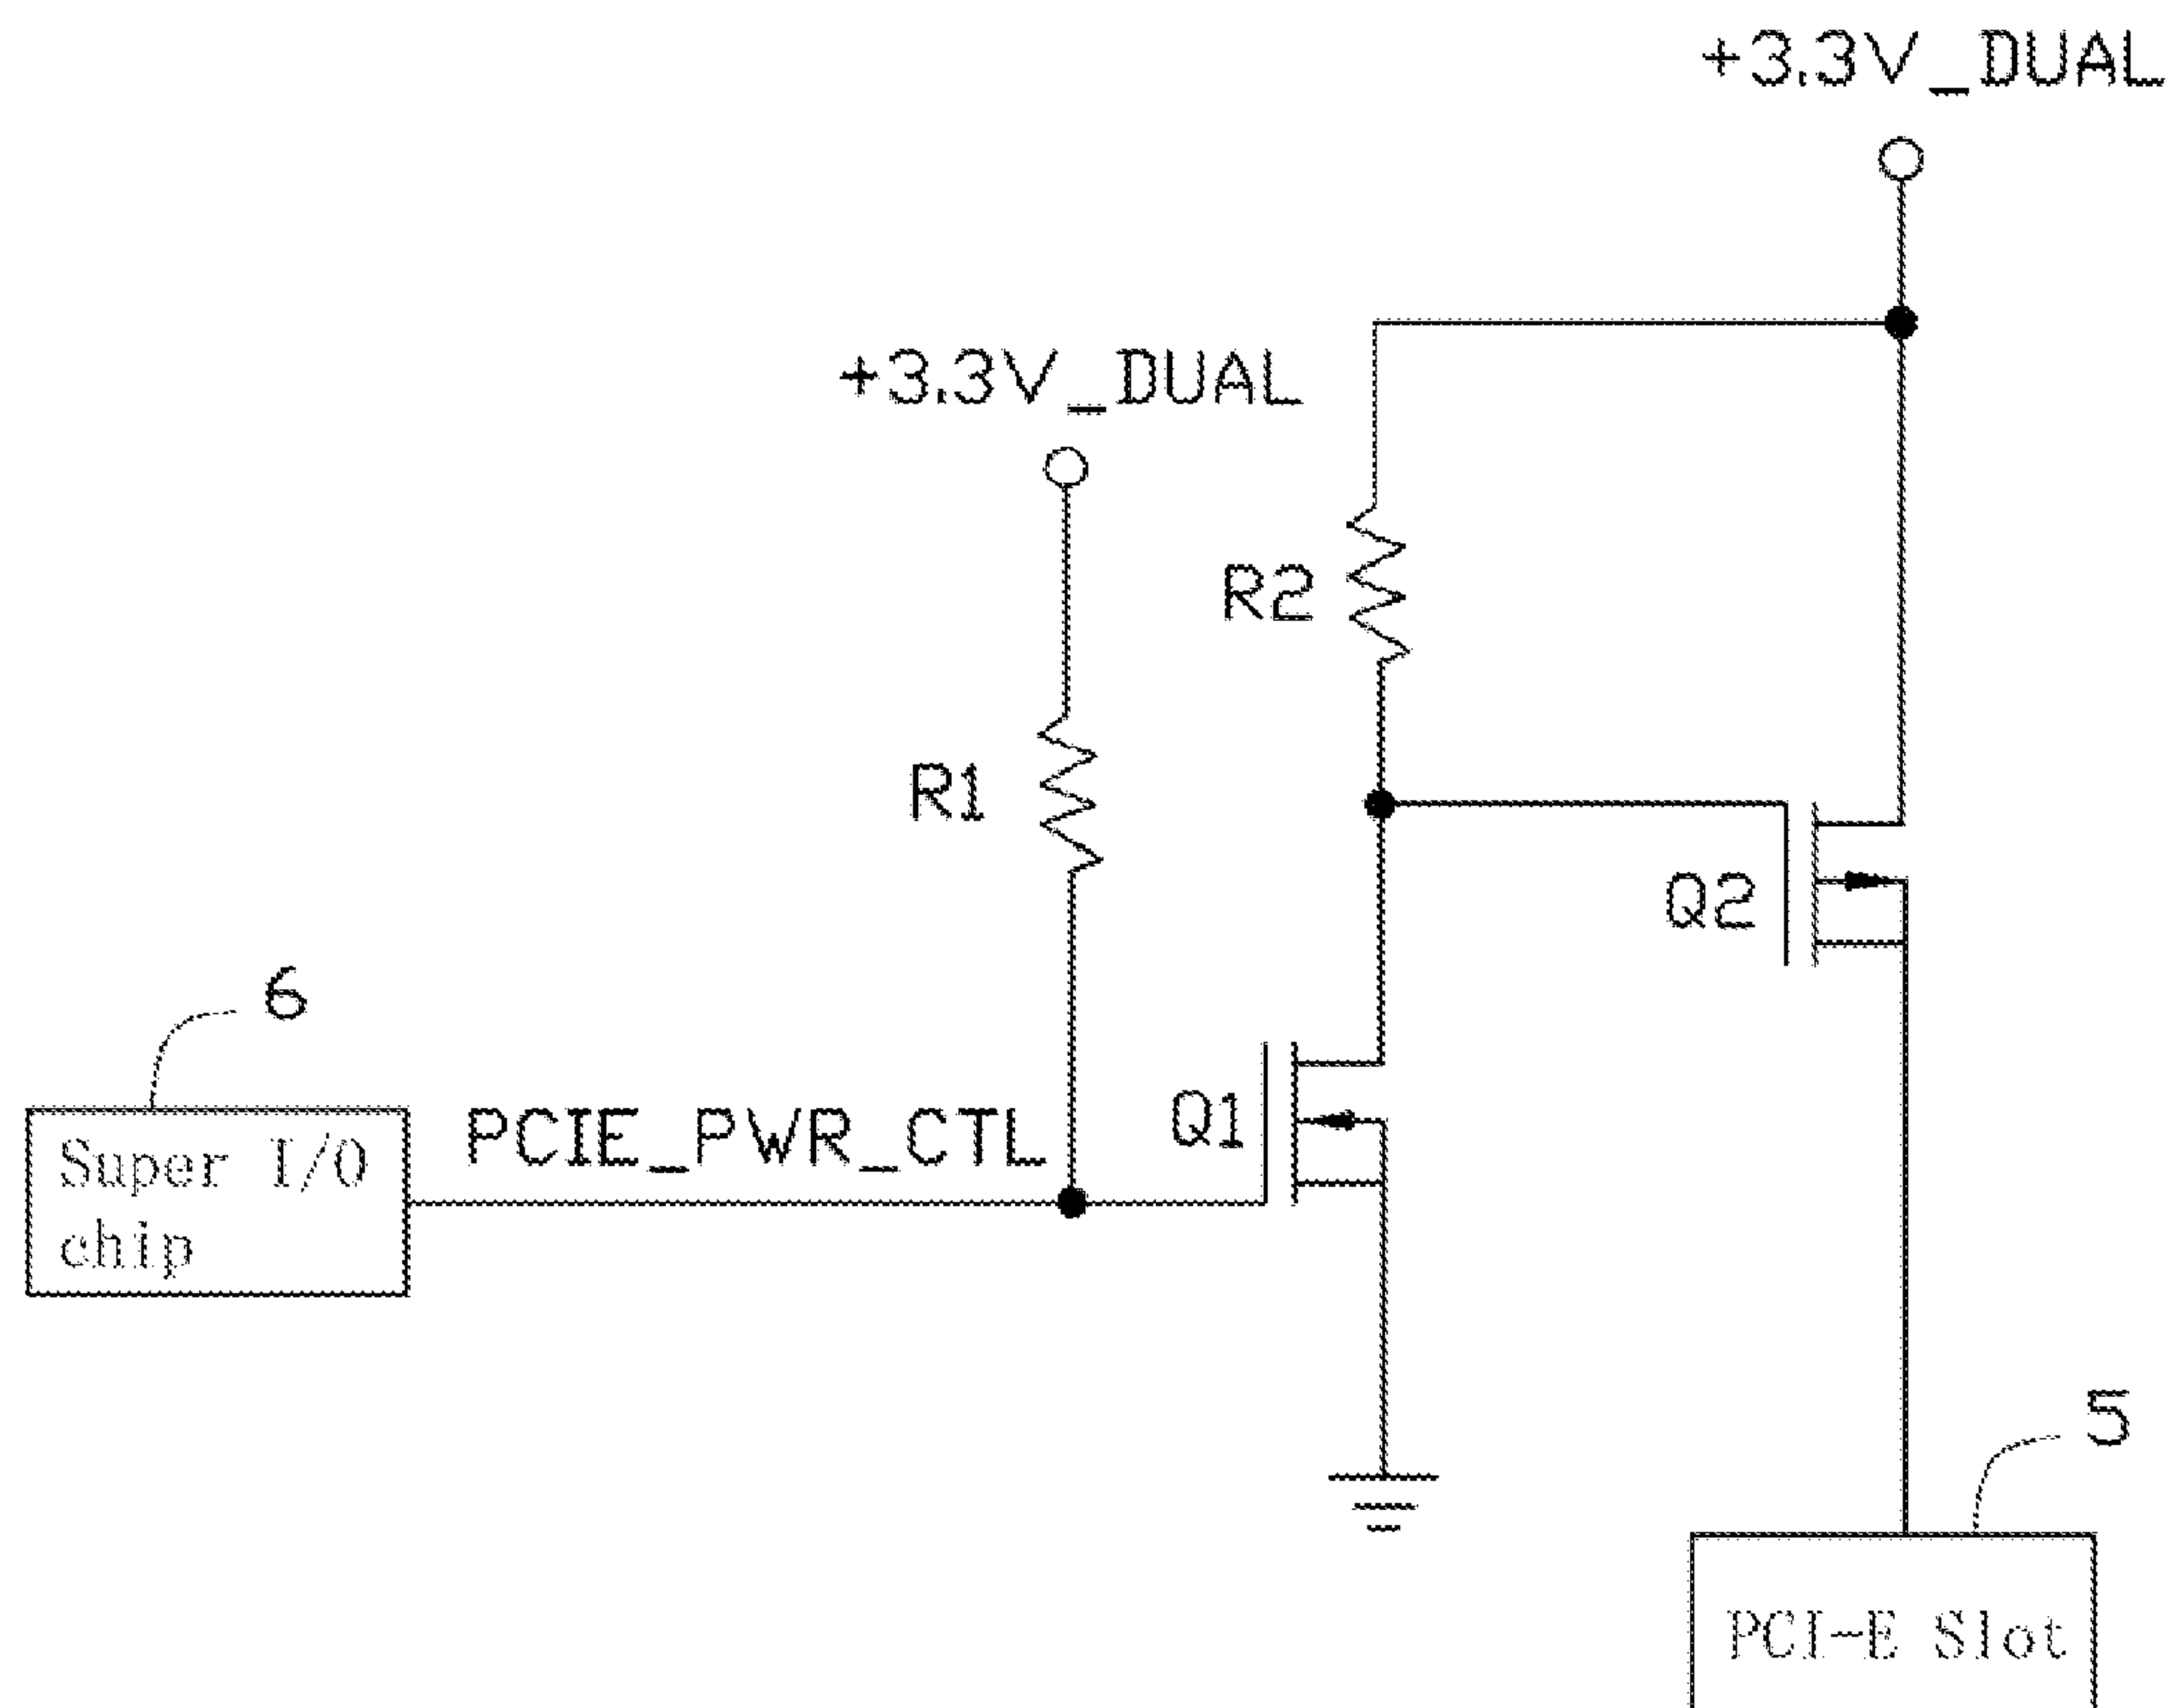 +3.3V_DUAL
+3.3V_DUAL
R2
R1
Q2
6
Super I/O
chip
PCIE_PWR_CTL
Q1
5
PCI-E Slot